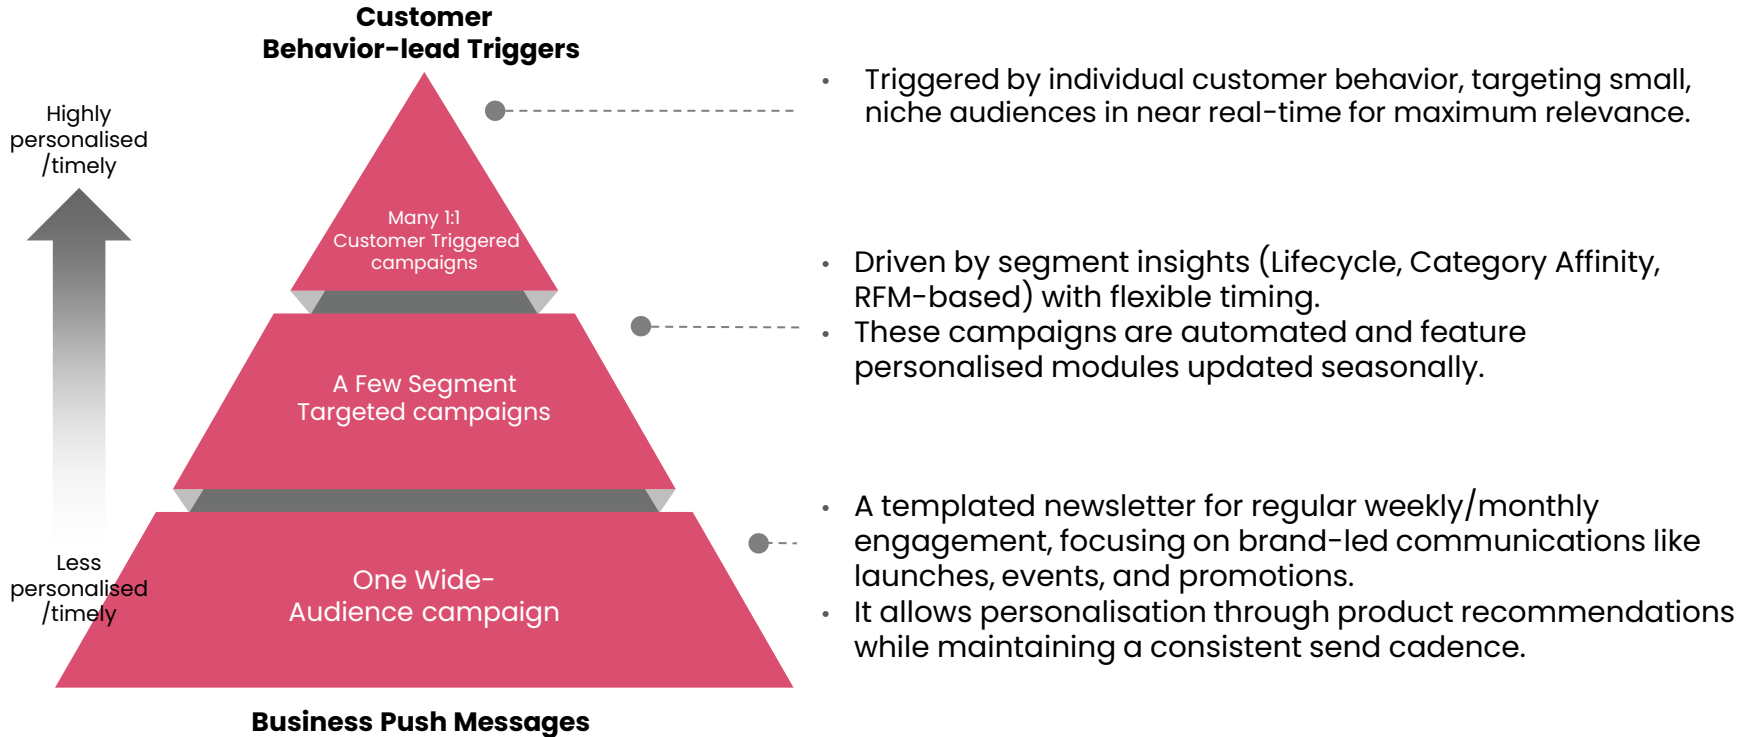 Customer
Behavior-lead Triggers
Highly
personalised
/timely
Many 1:1
Customer Triggered
campaigns
• Triggered by individual customer behavior, targeting small,
niche audiences in near real-time for maximum relevance.
A Few Segment
Targeted campaigns
• Driven by segment insights (Lifecycle, Category Affinity,
RFM-based) with flexible timing.
• These campaigns are automated and feature
personalised modules updated seasonally.
Less
personalised
/timely
One Wide-
Audience campaign
• A templated newsletter for regular weekly/monthly
engagement, focusing on brand-led communications like
launches, events, and promotions.
• It allows personalisation through product recommendations
while maintaining a consistent send cadence.
Business Push Messages